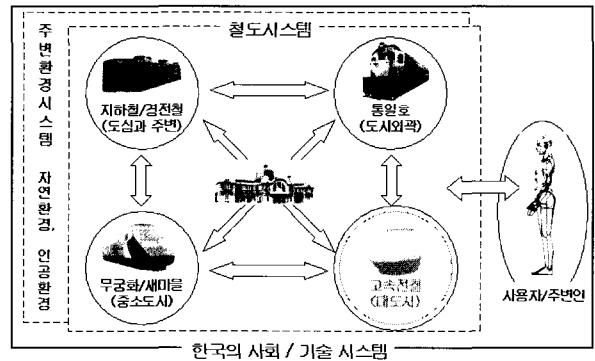 철도시스템
주변환경시스템 자연환경, 인공환경
지하철/경전철
(도심과 주변)
통일호
(도시외곽)
무궁화/새마을
(중소도시)
고속전철
(대도시)
사용자/주변인
한국의 사회 / 기술 시스템